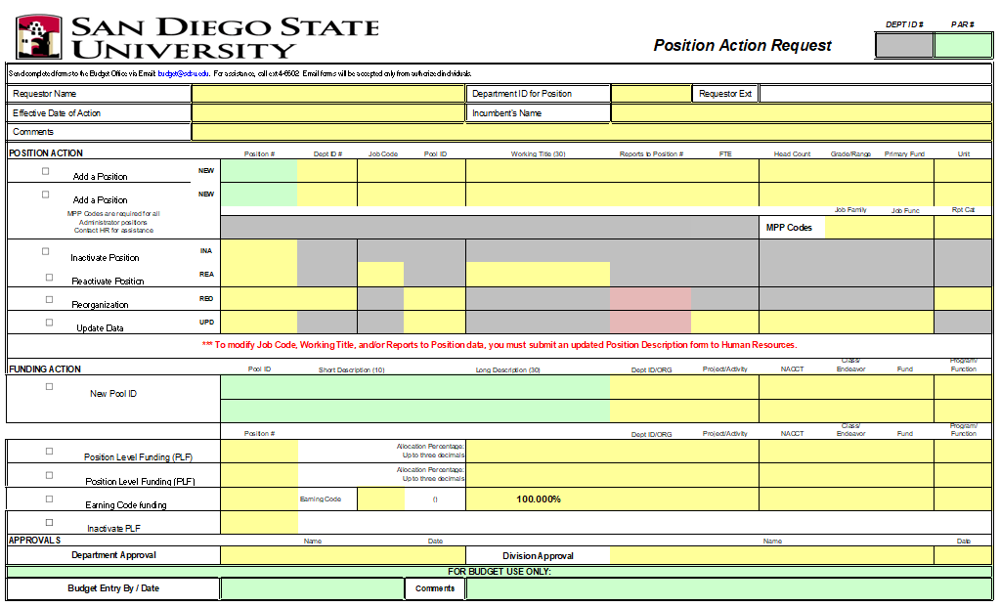 SAN DIEGO STATE
UNIVERSITY
Position Action Request
DEPT ID # PAR #
Send completed forms to the Budget Office via Email: budget@sdsu.edu. For assistance, call ext 4-6602. Email forms will be accepted only from authorized individuals.
Requestor Name Department ID for Position Requestor Ext
Effective Date of Action Incumbent's Name
Comments
POSITION ACTION Position # Dept ID # Job Code Pool ID Working Title (30) Reports to Position # FTE Head Count Grade/Range Primary Fund Unit
Add a Position NEW
Add a Position NEW
MPP Codes are required for all
Administrator positions
Contact HR for assistance
Job Family Job Func Rpt Cat
MPP Codes
Inactivate Position INA
Reactivate Position REA
Reorganization REO
Update Data UPD
*** To modify Job Code, Working Title, and/or Reports to Position data, you must submit an updated Position Description form to Human Resources.
FUNDING ACTION Pool ID Short Description (10) Long Description (30) Dept ID/ORG Project/Activity NACCT Class/ Endeavor Fund Program/ Function
New Pool ID
Position # Dept ID/ORG Project/Activity NACCT Class/ Endeavor Fund Program/ Function
Position Level Funding (PLF) Allocation Percentage:
Up to three decimals
Position Level Funding (PLF) Allocation Percentage:
Up to three decimals
Earning Code funding Earning Code () 100.000%
Inactivate PLF
APPROVALS Name Date Name Date
Department Approval Division Approval
FOR BUDGET USE ONLY:
Budget Entry By / Date Comments